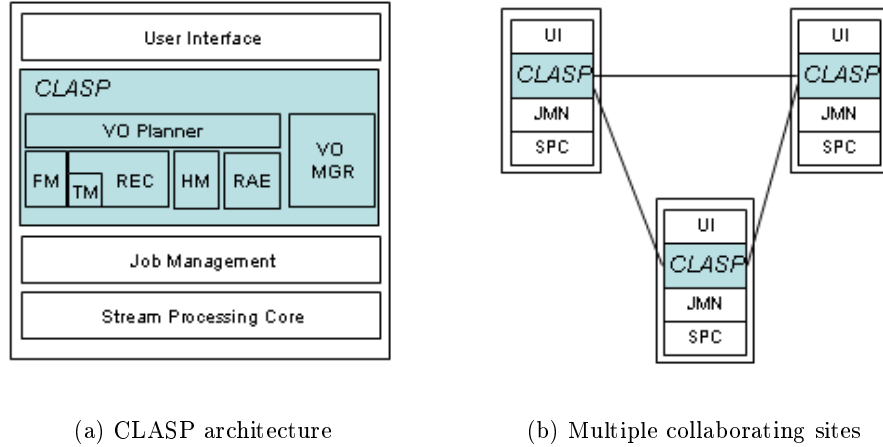 User Interface
CLASP
VO Planner
VO
MGR
FM
TM
REC
HM
RAE
Job Management
Stream Processing Core
UI
CLASP
JMN
SPC
UI
CLASP
JMN
SPC
UI
CLASP
JMN
SPC
(a) CLASP architecture
(b) Multiple collaborating sites